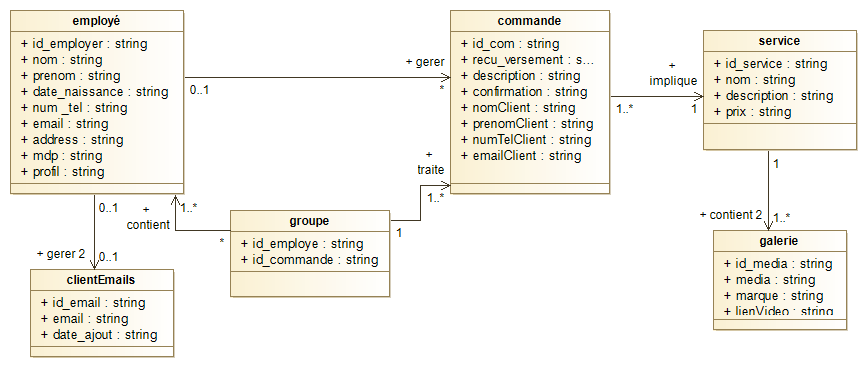 employé
+ id_employer : string
+ nom : string
+ prenom : string
+ date_naissance : string
+ num_tel : string
+ email : string
+ address : string
+ mdp : string
+ profil : string
commande
+ id_com : string
+ recu_versement : s...
+ description : string
+ confirmation : string
+ nomClient : string
+ prenomClient : string
+ numTelClient : string
+ emailClient : string
service
+ id_service : string
+ nom : string
+ description : string
+ prix : string
+ gerer
0..1
*
+
implique
1..*
1
+
traite
1..*
1
+
contient
1..*
*
groupe
+ id_employe : string
+ id_commande : string
0..1
+ gerer 2
0..1
clientEmails
+ id_email : string
+ email : string
+ date_ajout : string
1
+ contient 2
1..*
galerie
+ id_media : string
+ media : string
+ marque : string
+ lienVideo : string